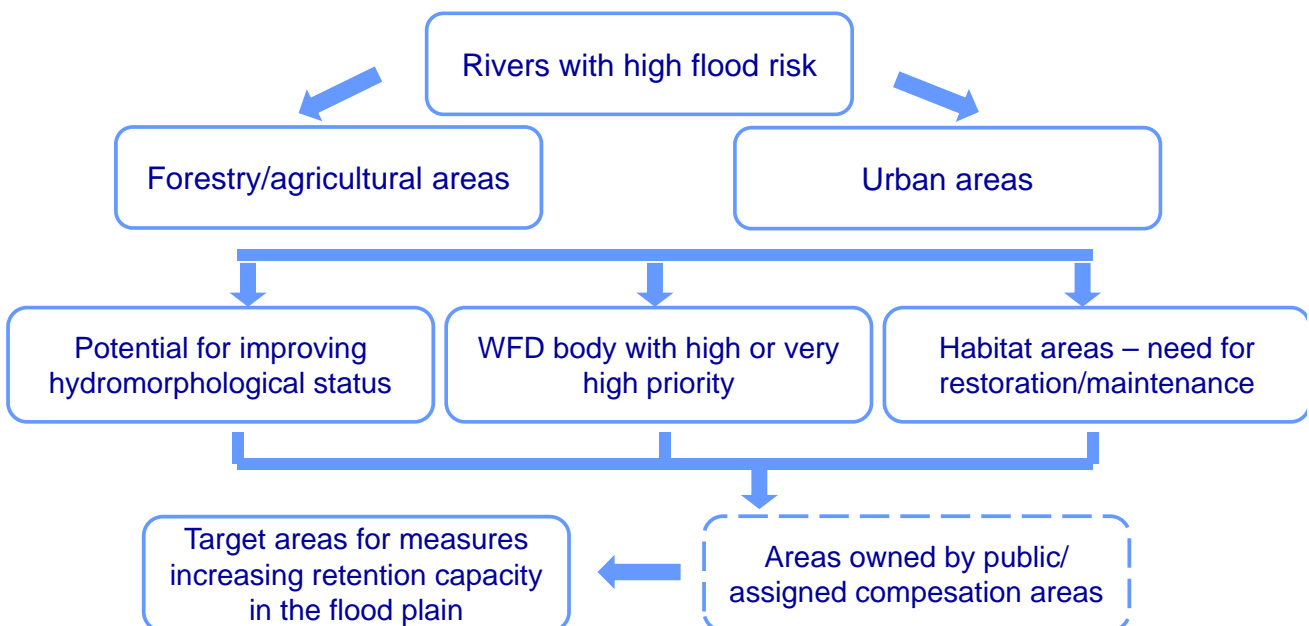 Rivers with high flood risk
Forestry/agricultural areas
Urban areas
Potential for improving
hydromorphological status
WFD body with high or very
high priority
Habitat areas – need for
restoration/maintenance
Target areas for measures
increasing retention capacity
in the flood plain
Areas owned by public/
assigned compesation areas